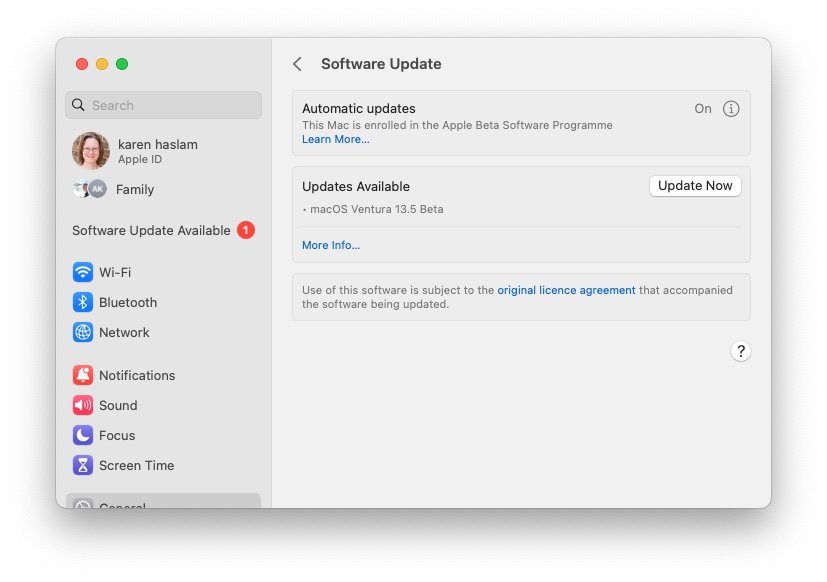 Software Update
Search
karen haslam
Apple ID
AK
Family
Software Update Available 1
Wi-Fi
Bluetooth
Network
Notifications
Sound
Focus
Screen Time
General
Automatic updates
On
This Mac is enrolled in the Apple Beta Software Programme
Learn More...
Updates Available
Update Now
• macOS Ventura 13.5 Beta
More Info...
Use of this software is subject to the original licence agreement that accompanied
the software being updated.
?